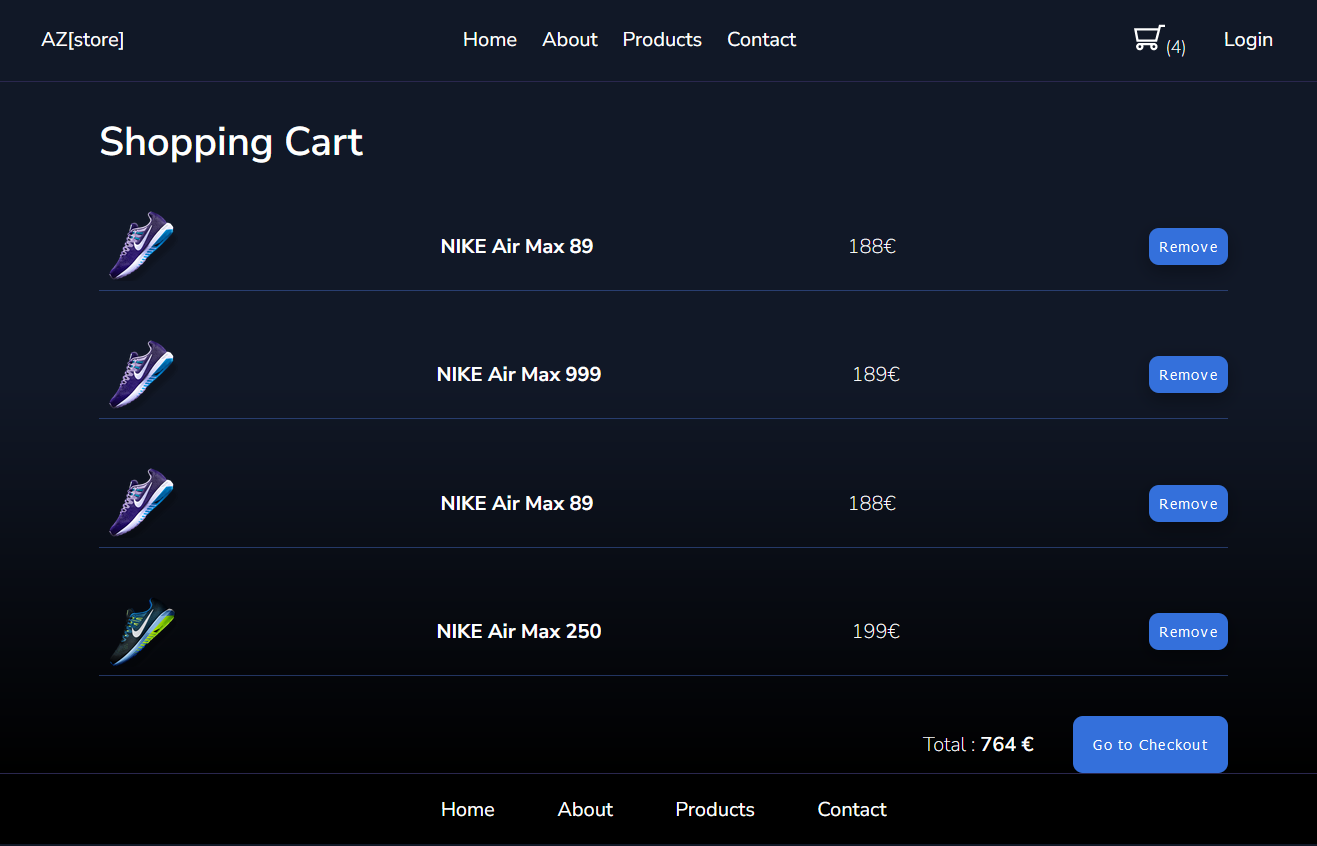 AZ[store] Home About Products Contact (4) Login
Shopping Cart
NIKE Air Max 89 188€ Remove
NIKE Air Max 999 189€ Remove
NIKE Air Max 89 188€ Remove
NIKE Air Max 250 199€ Remove
Total : 764 € Go to Checkout
Home About Products Contact